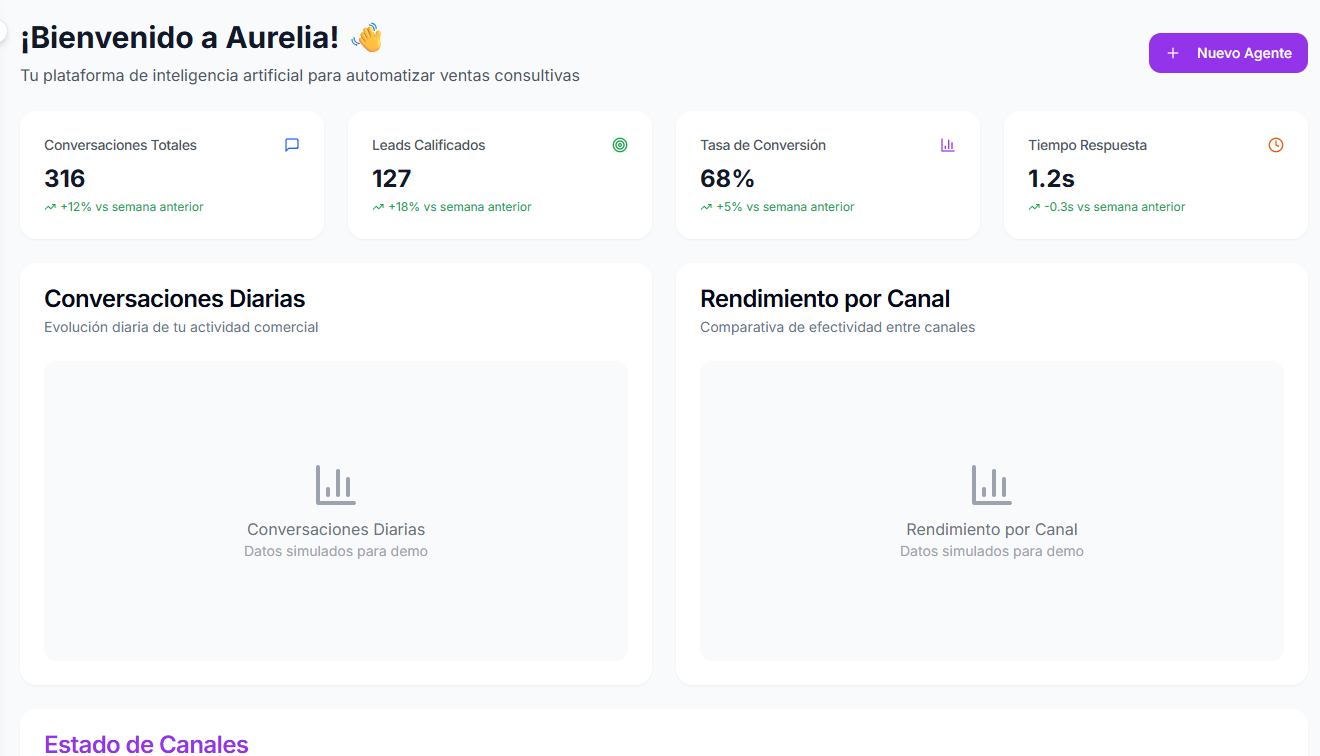 ¡Bienvenido a Aurelia! 👋
Tu plataforma de inteligencia artificial para automatizar ventas consultivas
+ Nuevo Agente
Conversaciones Totales
316
+12% vs semana anterior
Leads Calificados
127
+18% vs semana anterior
Tasa de Conversión
68%
+5% vs semana anterior
Tiempo Respuesta
1.2s
-0.3s vs semana anterior
Conversaciones Diarias
Evolución diaria de tu actividad comercial
Conversaciones Diarias
Datos simulados para demo
Rendimiento por Canal
Comparativa de efectividad entre canales
Rendimiento por Canal
Datos simulados para demo
Estado de Canales